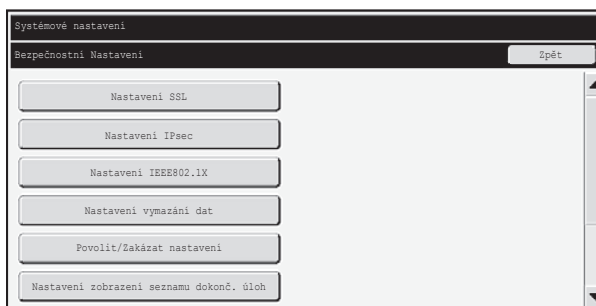 Systémové nastavení
Bezpečnostní Nastavení
Zpět
Nastavení SSL
Nastavení IPsec
Nastavení IEEE802.1X
Nastavení vymazání dat
Povolit/Zakázat nastavení
Nastavení zobrazení seznamu dokonč. úloh